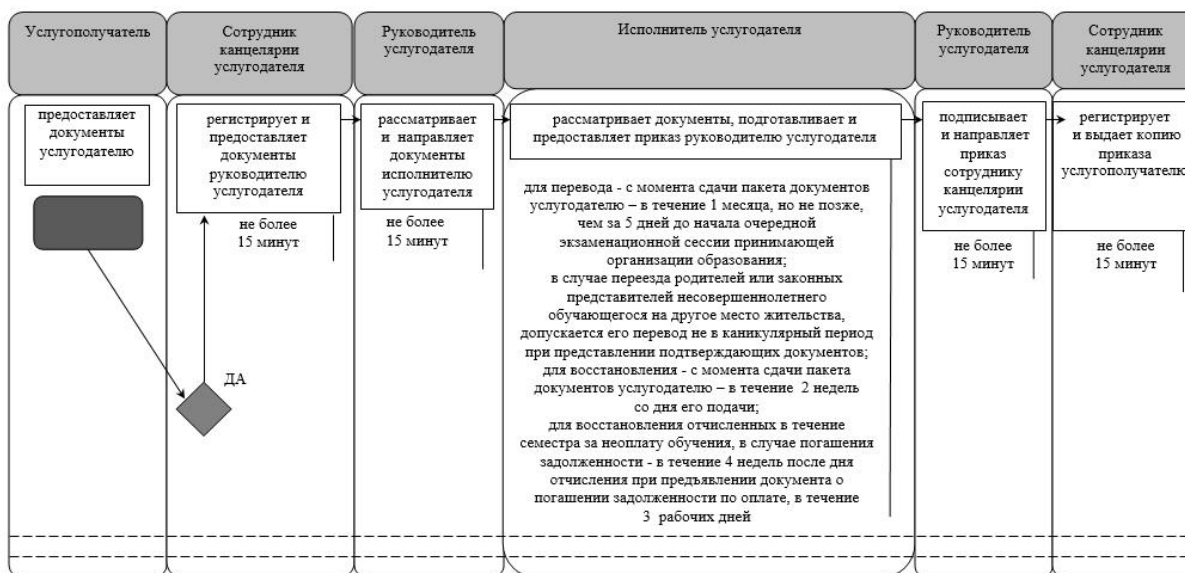 Услугополучатель
Сотрудник
канцелярии
услугодателя
Руководитель
услугодателя
Исполнитель услугодателя
Руководитель
услугодателя
Сотрудник
канцелярии
услугодателя
предоставляет
документы
услугодателю
регистрирует и
предоставляет
документы
руководителю
услугодателя
не более
15 минут
ДА
рассматривает
и направляет
документы
исполнителю
услугодателя
не более
15 минут
рассматривает документы, подготавливает и
предоставляет приказ руководителю услугодателя
для перевода - с момента сдачи пакета документов
услугодателю – в течение 1 месяца, но не позже,
чем за 5 дней до начала очередной
экзаменационной сессии принимающей
организации образования;
в случае переезда родителей или законных
представителей несовершеннолетнего
обучающегося на другое место жительства,
допускается его перевод не в каникулярный период
при представлении подтверждающих документов;
для восстановления - с момента сдачи пакета
документов услугодателю – в течение 2 недель
со дня его подачи;
для восстановления отчисленных в течение
семестра за неоплату обучения, в случае погашения
задолженности - в течение 4 недель после дня
отчисления при предъявлении документа о
погашении задолженности по оплате, в течение
3 рабочих дней
подписывает
и направляет
приказ
сотруднику
канцелярии
услугодателя
не более
15 минут
регистрирует
и выдает копию
приказа
услугополучателю
не более
15 минут